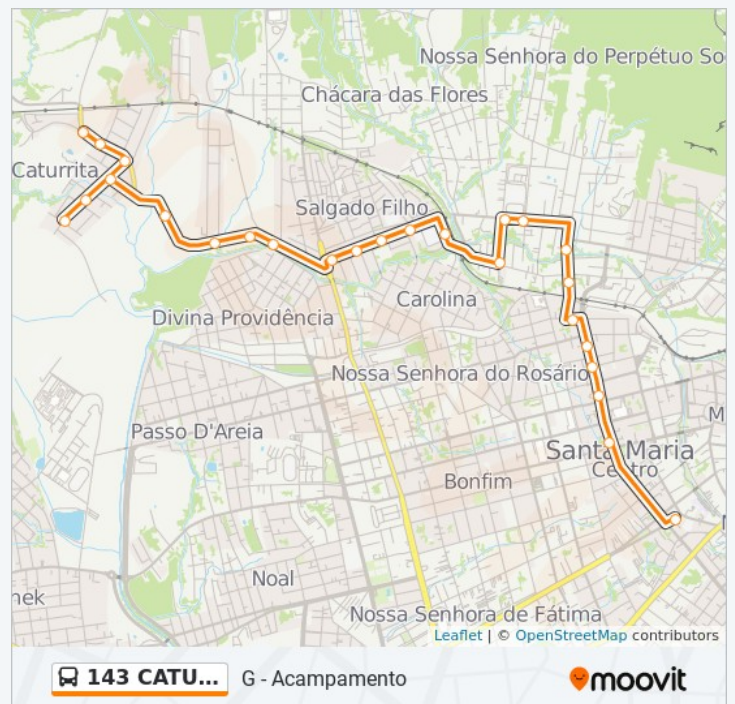 Nossa Senhora do Perpétuo So
Chácara das Flores
Caturrita
Salgado Filho
Carolina
Divina Providência
Nossa Senhora do Rosário
Passo D'Areia
Santa Maria
M
Centro
Bonfim
Noal
nek
Nossa Senhora de Fátima
Leaflet | © OpenStreetMap contributors
143 CATU... G - Acampamento moovit